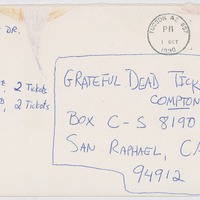 DR,
TUCSON AZ 857
PM
1 OCT
1990
2 Tickets
2 Tickets
GRATEFUL DEAD TICK
COMPTON
BOX C-S 8190
SAN RAPHAEL, CA
94912